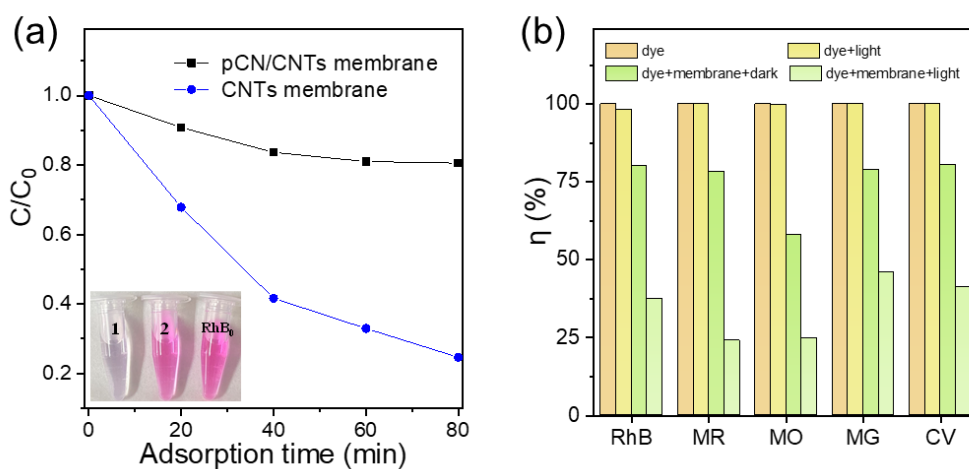 (a)
pCN/CNTs membrane
CNTs membrane
C/C₀
1.0
0.8
0.6
0.4
0.2
1 2 RhB₀
0 20 40 60 80
Adsorption time (min)
(b)
dye dye+light
dye+membrane+dark dye+membrane+light
η (%)
100
75
50
25
0
RhB MR MO MG CV